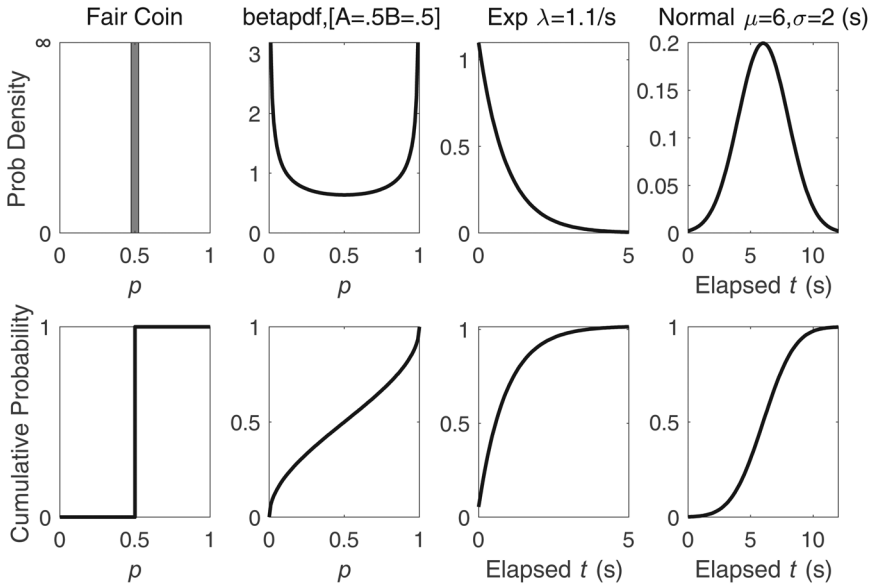 Fair Coin
betapdf,[A=.5B=.5]
Exp λ=1.1/s
Normal μ=6,σ=2 (s)
Prob Density
∞
0
0 0.5 1
p
3
2
1
0
0 0.5 1
p
1
0.5
0
0 5
0.2
0.15
0.1
0.05
0 5 10
Elapsed t (s)
Cumulative Probability
1
0
0 0.5 1
p
1
0.5
0
0 0.5 1
p
1
0.5
0
0 5
Elapsed t (s)
1
0.5
0
0 5 10
Elapsed t (s)